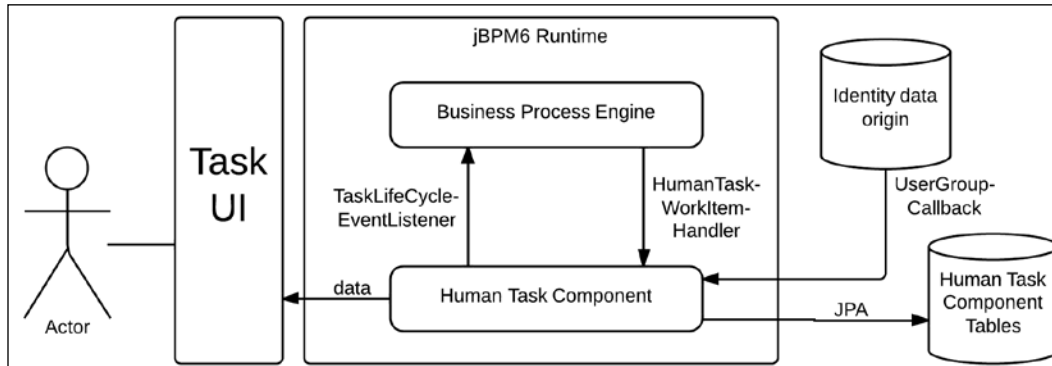 jBPM6 Runtime
Business Process Engine
Identity data
origin
Task
UI
TaskLifeCycle-
EventListener
HumanTask-
WorkItem-
Handler
UserGroup-
Callback
data
Human Task Component
JPA
Human Task
Component
Tables
Actor